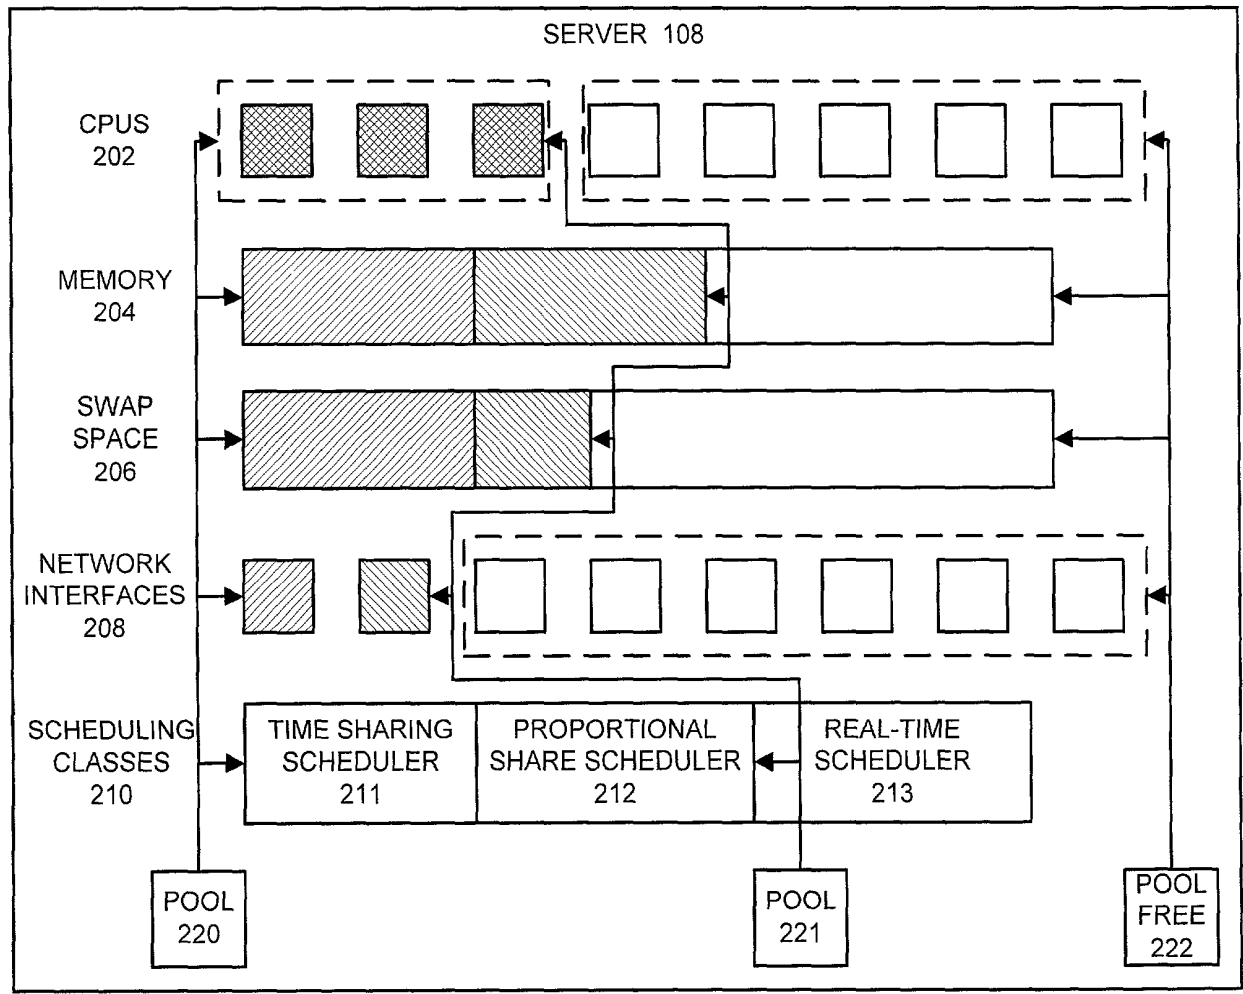 SERVER 108
CPUS
202
MEMORY
204
SWAP
SPACE
206
NETWORK
INTERFACES
208
SCHEDULING
CLASSES
210
TIME SHARING
SCHEDULER
211
PROPORTIONAL
SHARE SCHEDULER
212
REAL-TIME
SCHEDULER
213
POOL
220
POOL
221
POOL
FREE
222